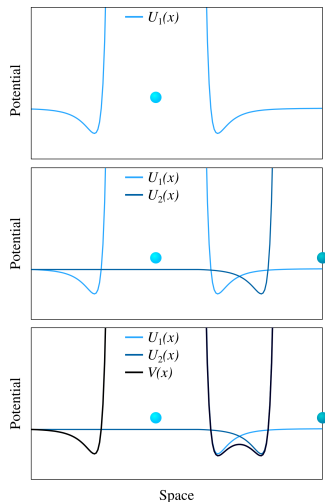 U₁(x)
Potential
U₁(x)
U₂(x)
Potential
U₁(x)
U₂(x)
V(x)
Potential
Space